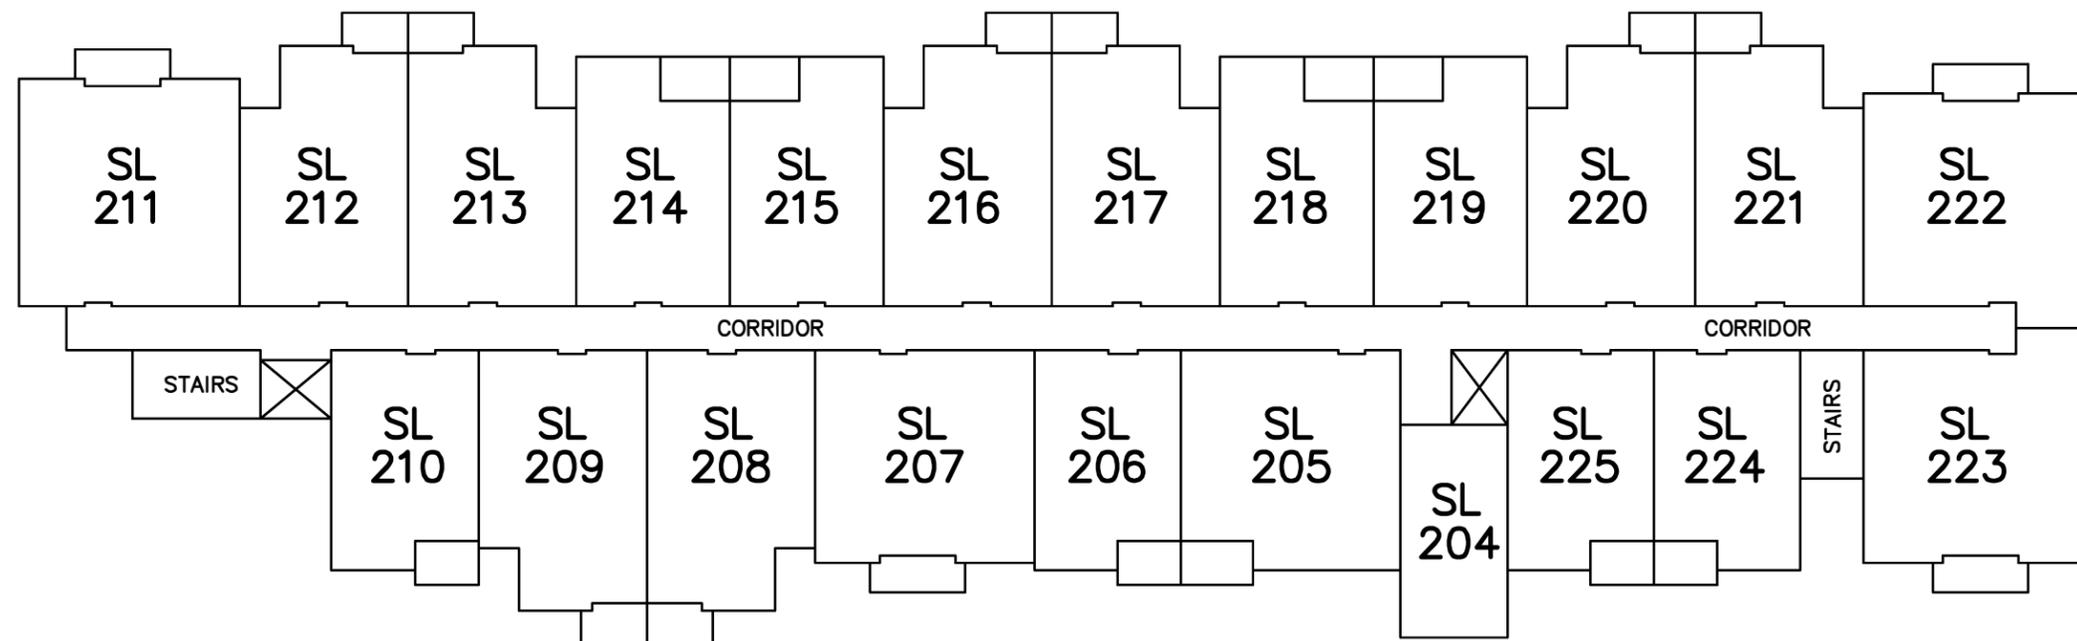 SL
211
SL
212
SL
213
SL
214
SL
215
SL
216
SL
217
SL
218
SL
219
SL
220
SL
221
SL
222
CORRIDOR
CORRIDOR
STAIRS
SL
210
SL
209
SL
208
SL
207
SL
206
SL
205
SL
204
SL
225
SL
224
STAIRS
SL
223